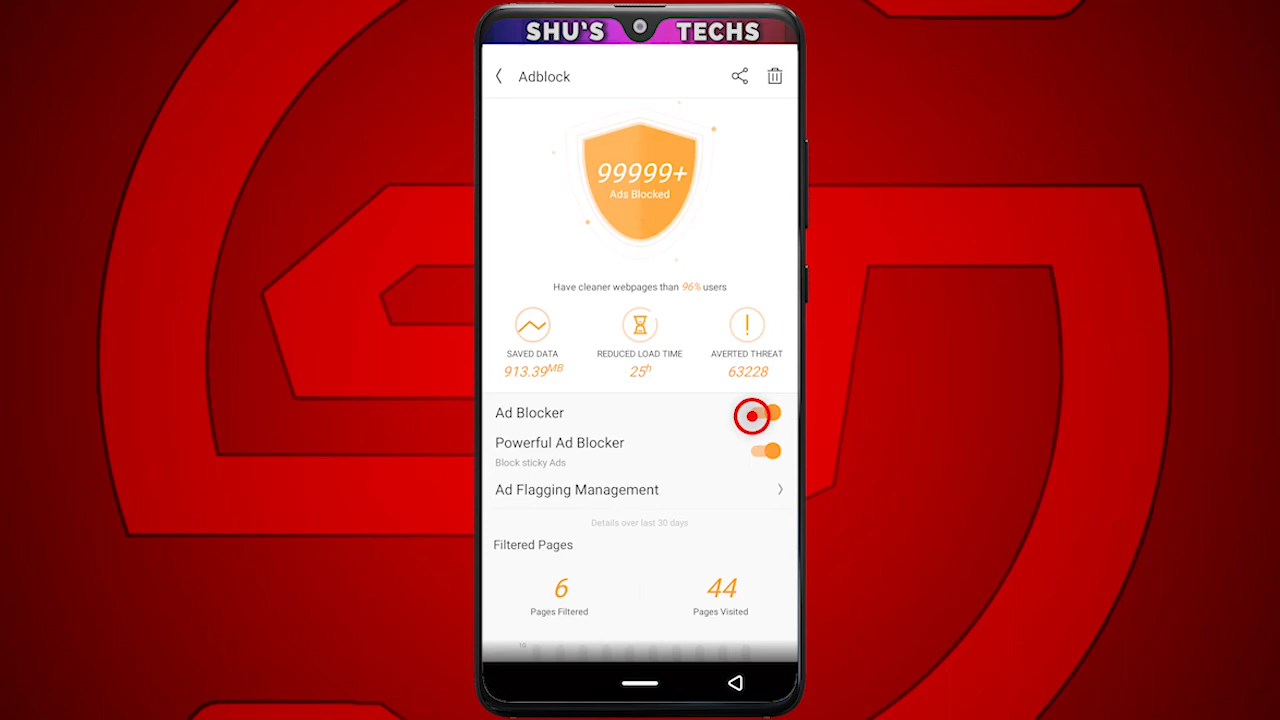 SHU'S TECHS
Adblock
99999+
Ads Blocked
Have cleaner webpages than 96% users
SAVED DATA
913.39MB
REDUCED LOAD TIME
25h
AVERTED THREAT
63228
Ad Blocker
Powerful Ad Blocker
Block sticky Ads
Ad Flagging Management
Details over last 30 days
Filtered Pages
6
Pages Filtered
44
Pages Visited